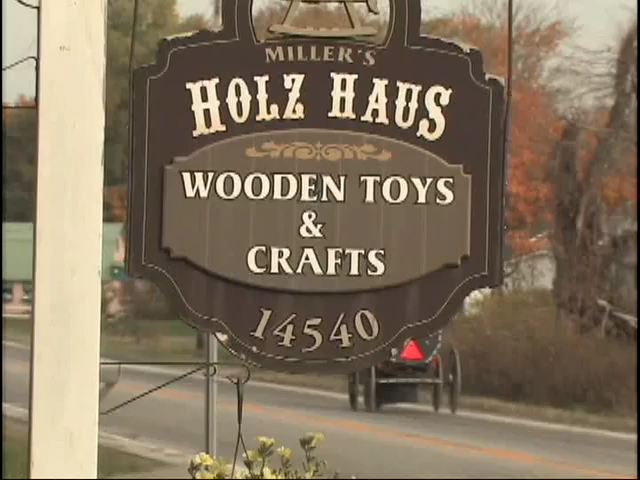 MILLER'S
HOLZ HAUS
WOODEN TOYS
&
CRAFTS
14540